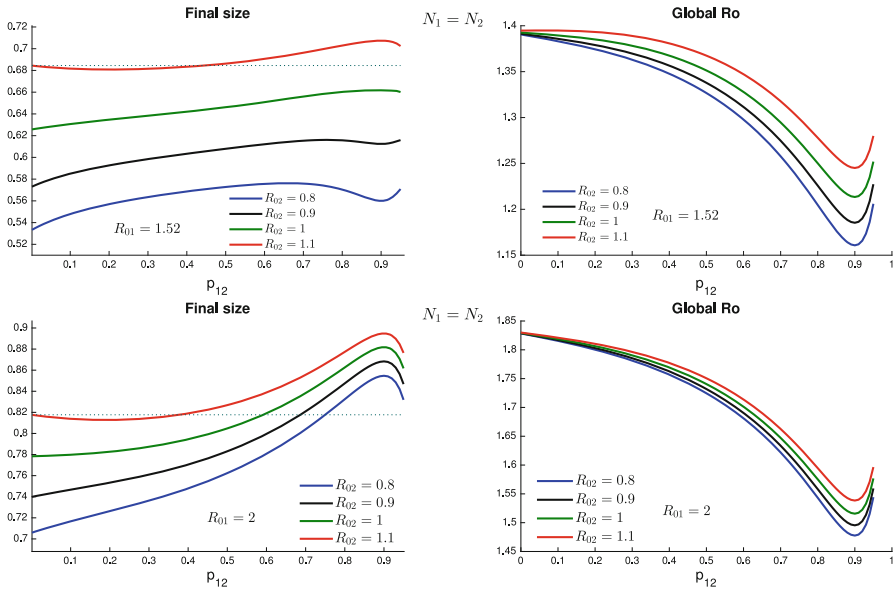 Final size
N₁ = N₂
Global Ro
0.72
0.7
0.68
0.66
0.64
0.62
0.6
0.58
0.56
0.54
0.52
R₀₂ = 0.8
R₀₂ = 0.9
R₀₂ = 1
R₀₂ = 1.1
R₀₁ = 1.52
0.1 0.2 0.3 0.4 0.5 0.6 0.7 0.8 0.9
p₁₂
1.4
1.35
1.3
1.25
1.2
1.15
R₀₂ = 0.8
R₀₂ = 0.9
R₀₂ = 1
R₀₂ = 1.1
R₀₁ = 1.52
0 0.1 0.2 0.3 0.4 0.5 0.6 0.7 0.8 0.9 1
p₁₂
Final size
N₁ = N₂
Global Ro
0.9
0.88
0.86
0.84
0.82
0.8
0.78
0.76
0.74
0.72
0.7
R₀₂ = 0.8
R₀₂ = 0.9
R₀₂ = 1
R₀₂ = 1.1
R₀₁ = 2
0.1 0.2 0.3 0.4 0.5 0.6 0.7 0.8 0.9
p₁₂
1.85
1.8
1.75
1.7
1.65
1.6
1.55
1.5
1.45
R₀₂ = 0.8
R₀₂ = 0.9
R₀₂ = 1
R₀₂ = 1.1
R₀₁ = 2
0 0.1 0.2 0.3 0.4 0.5 0.6 0.7 0.8 0.9 1
p₁₂